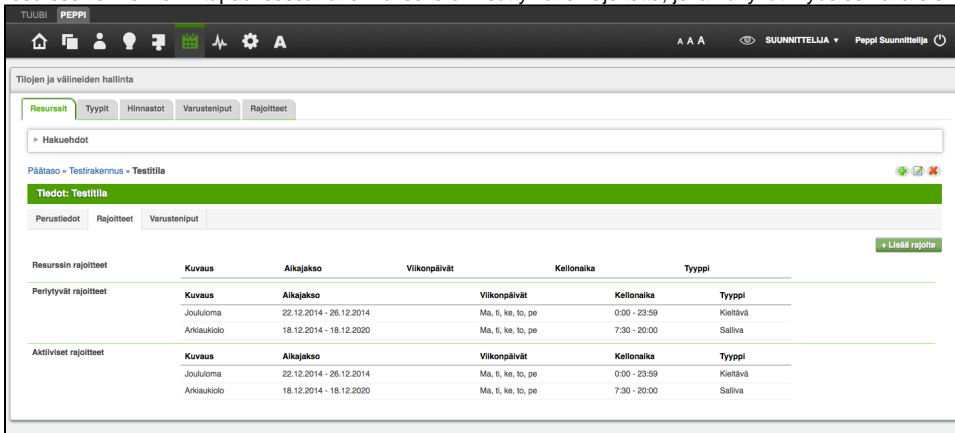 TUUBI PEPPI
A A A A SUUNNITTELIJA ▾ Peppi Suunnittelija
Tilojen ja välineiden hallinta
Resurssit Tyypit Hinnastot Varusteniput Rajoitteet
▸ Hakuehdot
Päätaso » Testirakennus » Testitila
Tiedot: Testitila
Perustiedot Rajoitteet Varusteniput
+ Lisää rajoite
Resurssin rajoitteet Kuvaus Aikajakso Viikonpäivät Kellonaika Tyyppi
Periytyvät rajoitteet Kuvaus Aikajakso Viikonpäivät Kellonaika Tyyppi
Joululoma 22.12.2014 - 26.12.2014 Ma, ti, ke, to, pe 0:00 - 23:59 Kieltävä
Arkiaukiolo 18.12.2014 - 18.12.2020 Ma, ti, ke, to, pe 7:30 - 20:00 Salliva
Aktiiviset rajoitteet Kuvaus Aikajakso Viikonpäivät Kellonaika Tyyppi
Joululoma 22.12.2014 - 26.12.2014 Ma, ti, ke, to, pe 0:00 - 23:59 Kieltävä
Arkiaukiolo 18.12.2014 - 18.12.2020 Ma, ti, ke, to, pe 7:30 - 20:00 Salliva